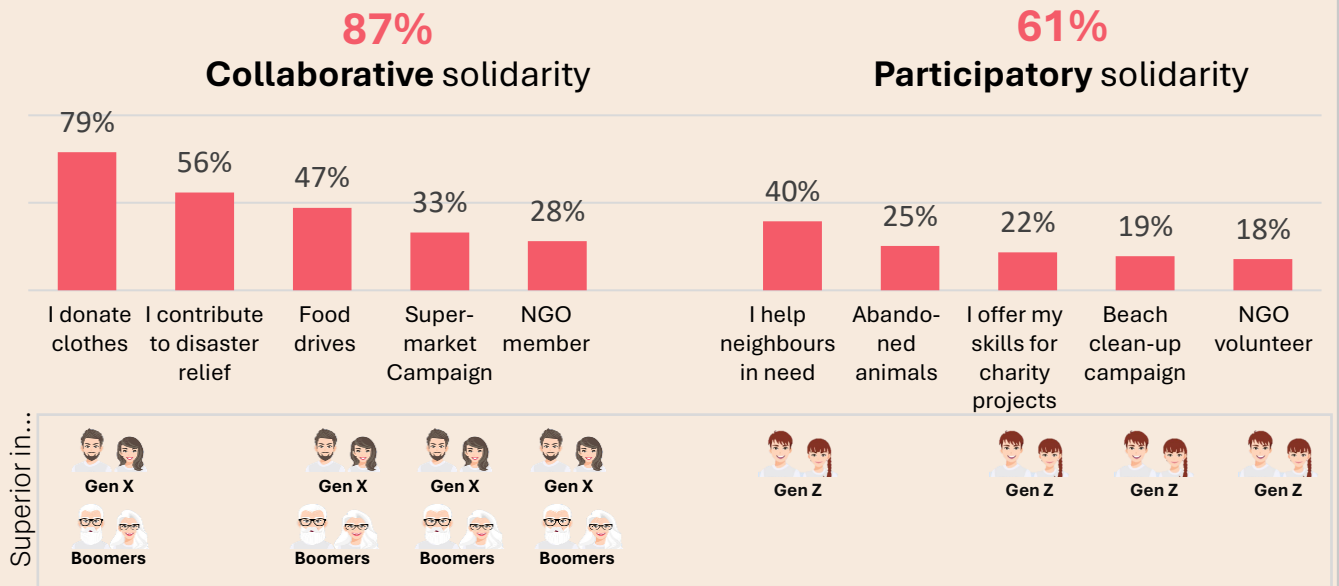 87%
Collaborative solidarity
61%
Participatory solidarity
79%
56%
47%
33%
28%
40%
25%
22%
19%
18%
I donate
clothes
I contribute
to disaster
relief
Food
drives
Super-
market
Campaign
NGO
member
I help
neighbours
in need
Abando-
ned
animals
I offer my
skills for
charity
projects
Beach
clean-up
campaign
NGO
volunteer
Superior in...
Gen X
Gen X
Gen X
Gen X
Gen Z
Gen Z
Gen Z
Gen Z
Boomers
Boomers
Boomers
Boomers